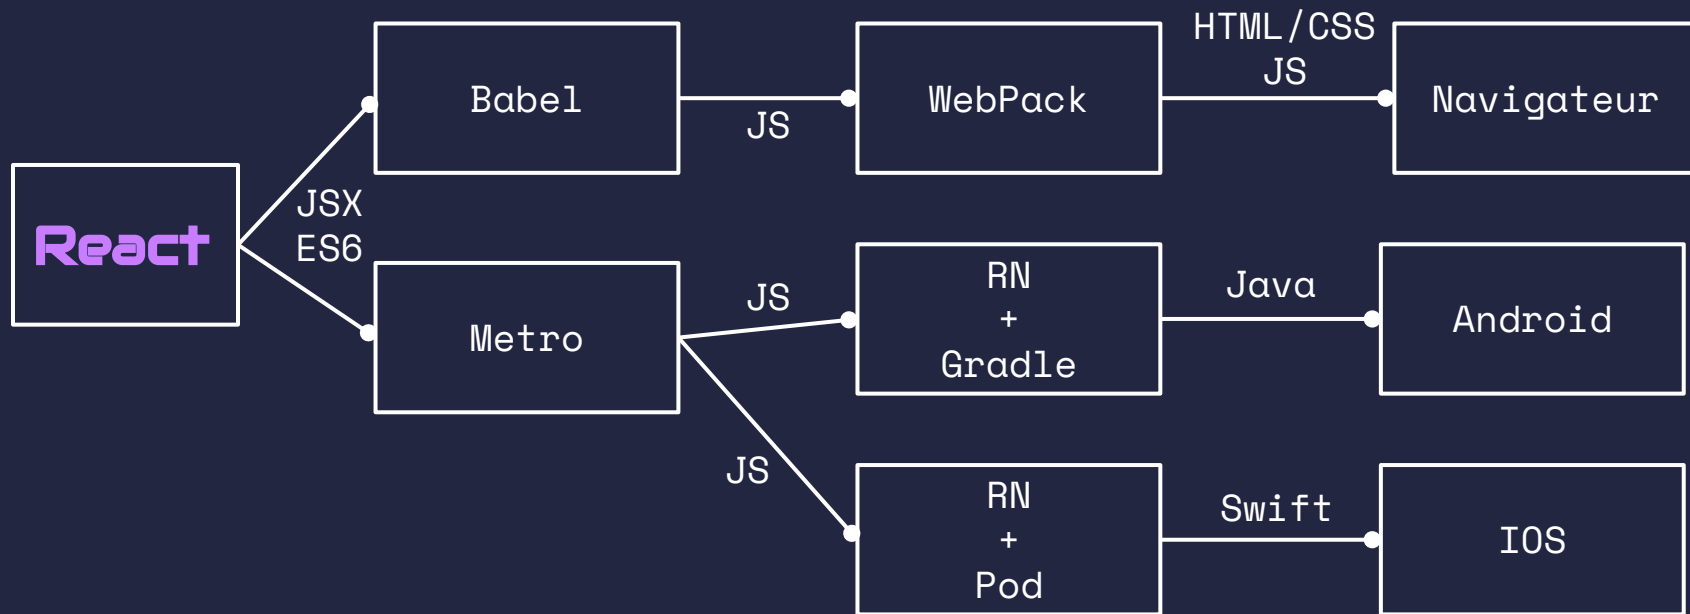 HTML/CSS
JS
Babel
JS
WebPack
Navigateur
React
JSX
ES6
Metro
JS
RN
+
Gradle
Java
Android
JS
RN
+
Pod
Swift
IOS